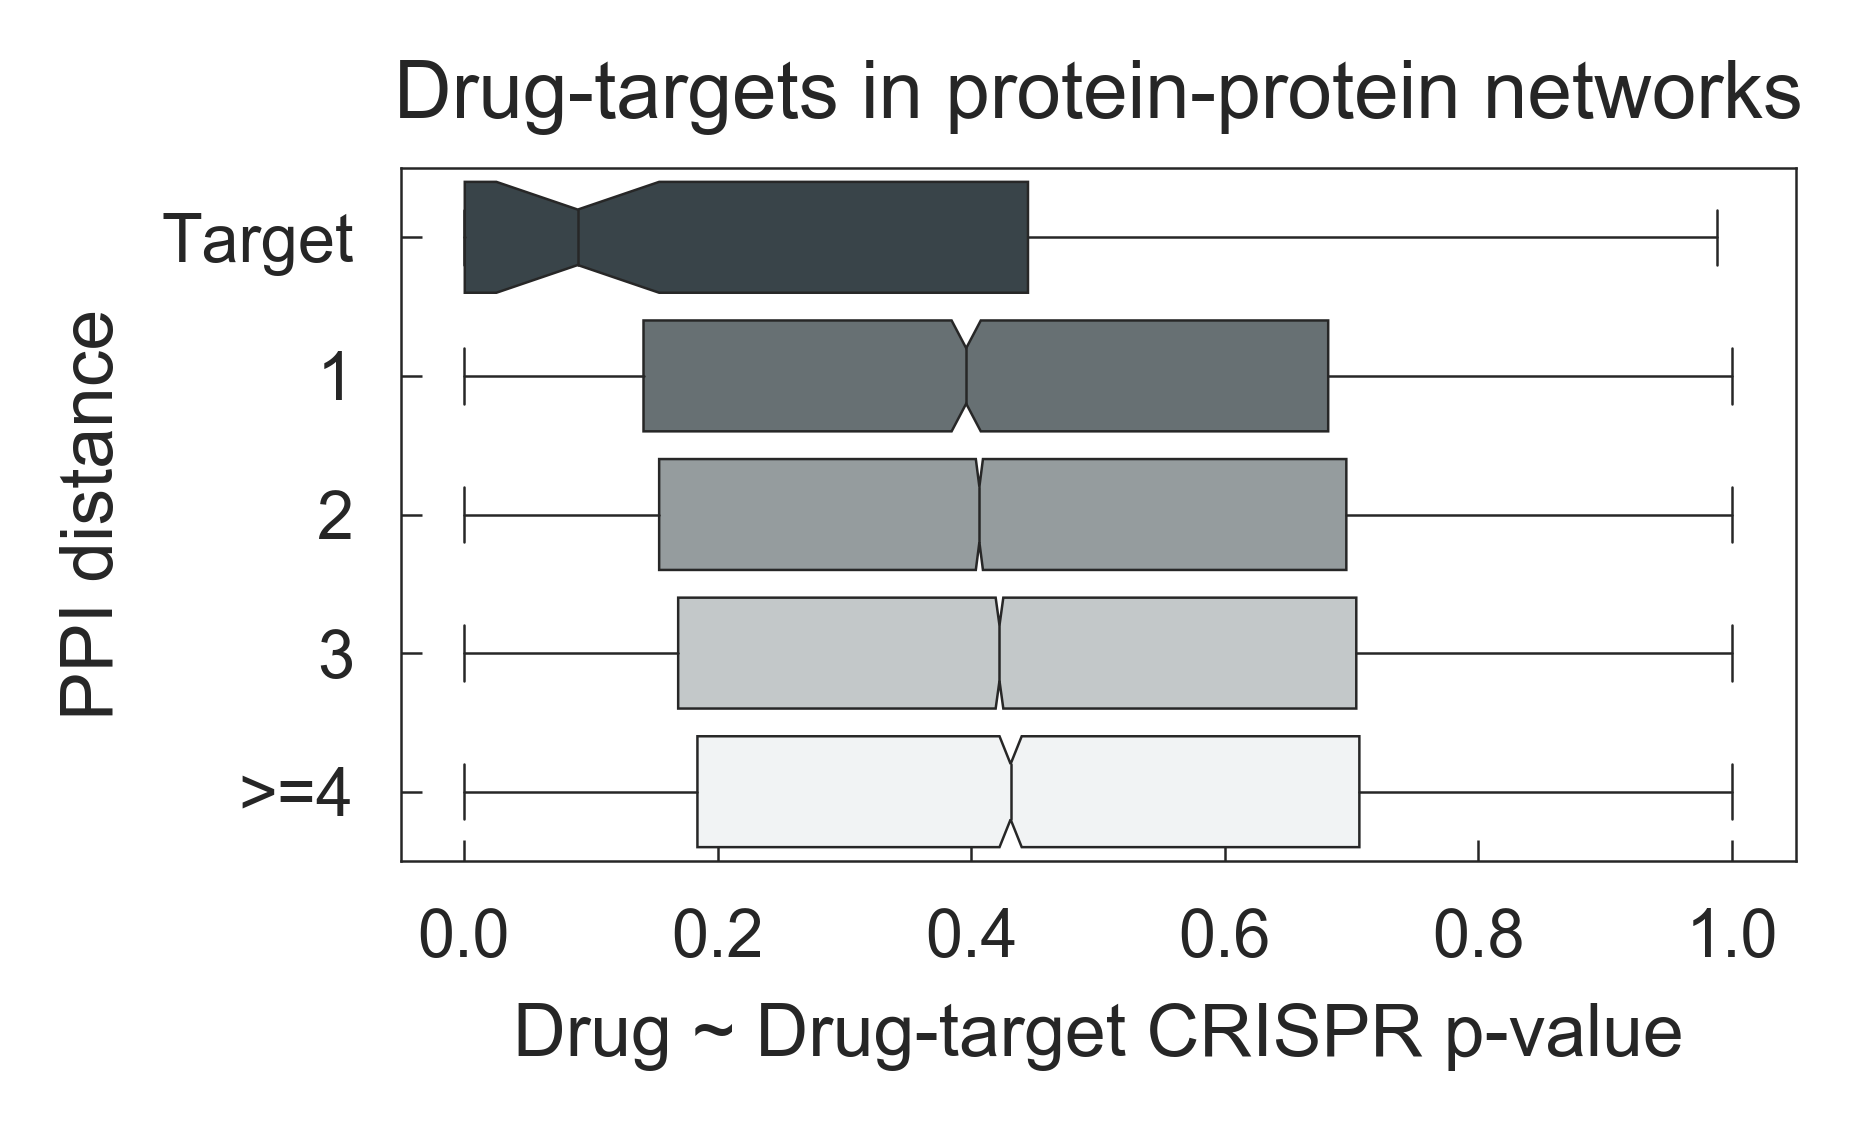 Drug-targets in protein-protein networks
PPI distance
Target
1
2
3
>=4
0.0 0.2 0.4 0.6 0.8 1.0
Drug ~ Drug-target CRISPR p-value